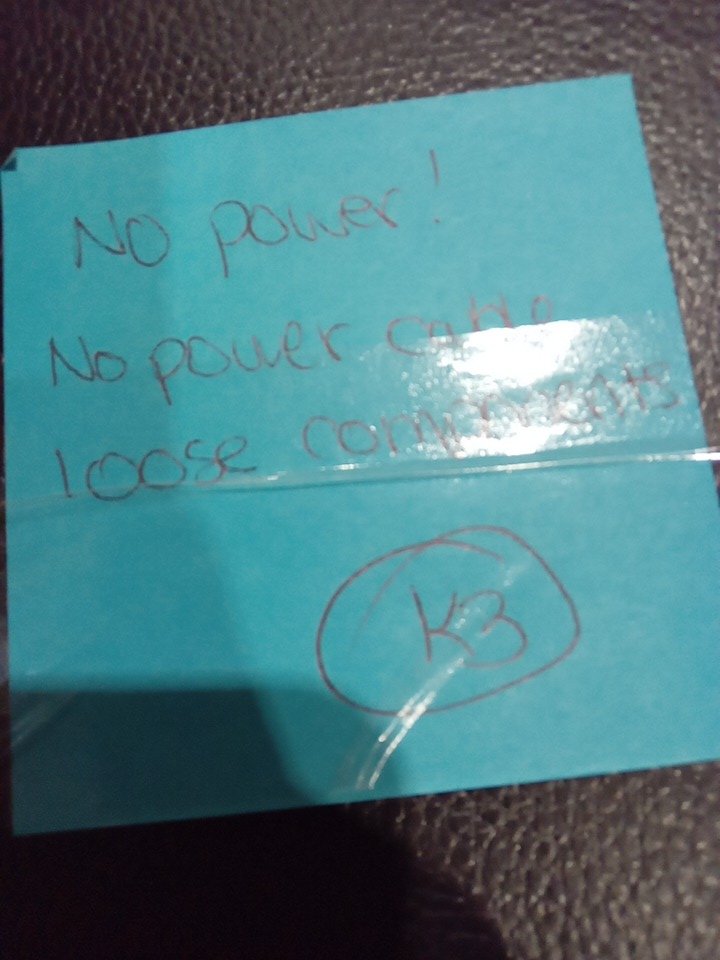 No power!
No power cable
loose components
K3